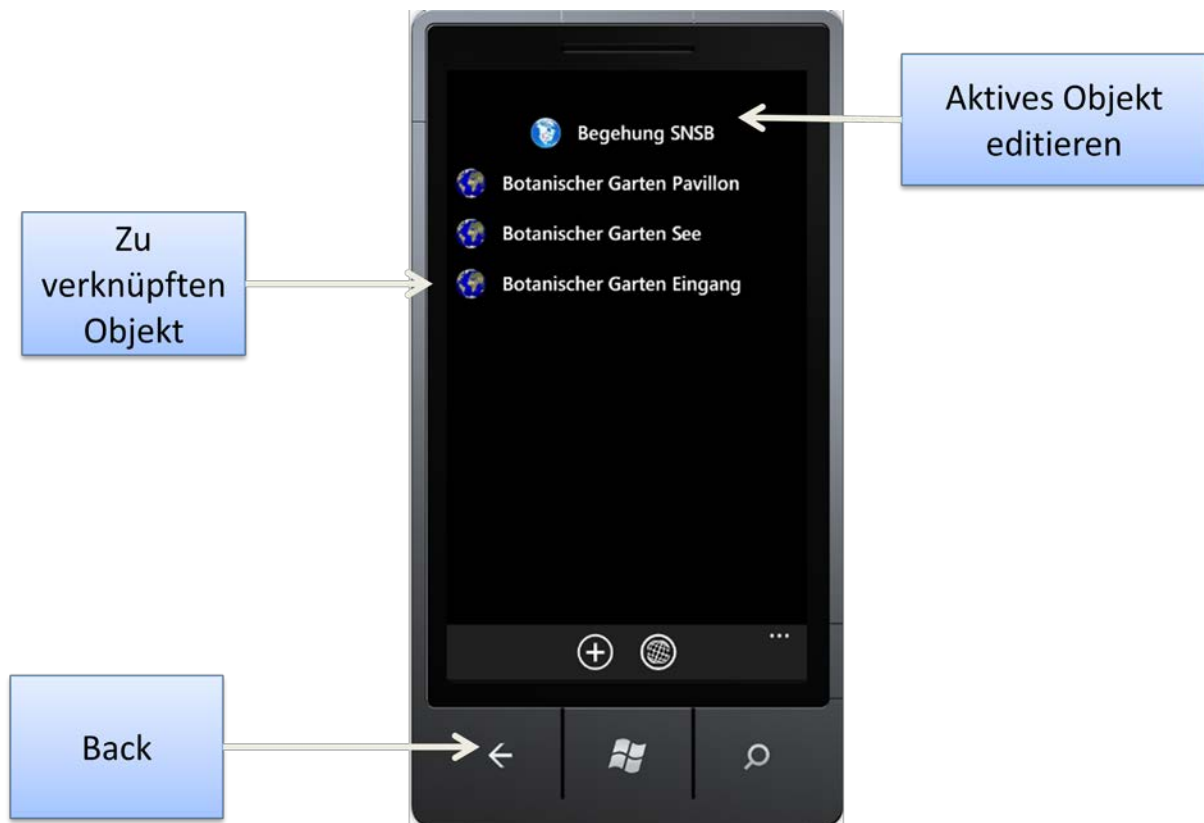 Aktives Objekt
editieren
Begehung SNSB
Botanischer Garten Pavillon
Botanischer Garten See
Botanischer Garten Eingang
Zu
verknüpften
Objekt
...
Back